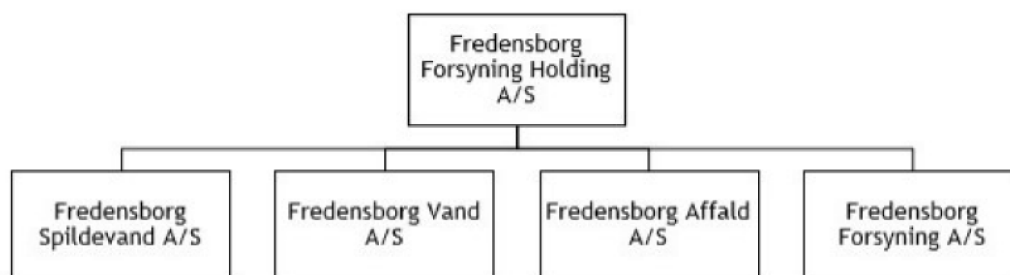 Fredensborg
Forsyning Holding
A/S
Fredensborg
Spildevand A/S
Fredensborg Vand
A/S
Fredensborg Affald
A/S
Fredensborg
Forsyning A/S